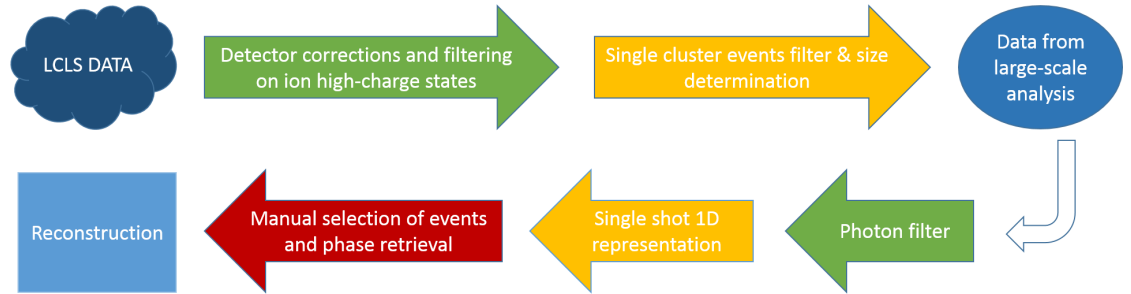 LCLS DATA
Detector corrections and filtering
on ion high-charge states
Single cluster events filter & size
determination
Data from
large-scale
analysis
Photon filter
Single shot 1D
representation
Manual selection of events
and phase retrieval
Reconstruction